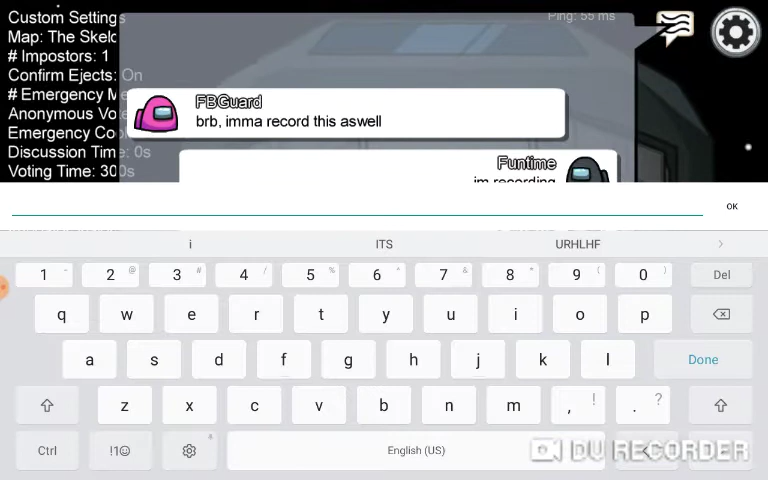 Custom Settings
Map: The Skeld
# Impostors: 1
Confirm Ejects: On
# Emergency Me
Anonymous Vo
Emergency Coo
Discussion Time: 0s
Voting Time: 300s
Ping: 55 ms
FBGuard
brb, imma record this aswell
Funtime
im recording
OK
i ITS URHLHF >
1 - 2 @ 3 # 4 / 5 % 6 ^ 7 & 8 * 9 ( 0 ) Del
q w e r t y u i o p
a s d f g h j k l Done
z x c v b n m , ! . ?
Ctrl !1☺ English (US) < >
DU RECORDER